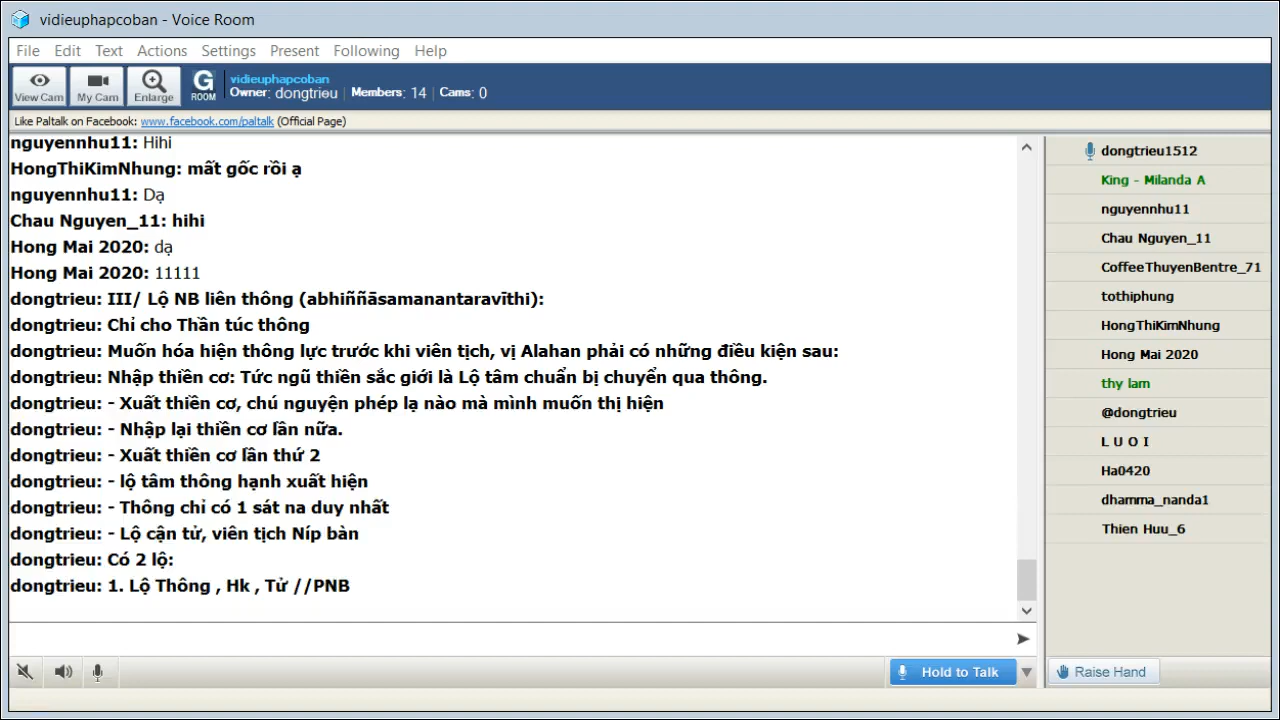 vidieuphapcoban - Voice Room
File Edit Text Actions Settings Present Following Help
View Cam My Cam Enlarge G ROOM
vidieuphapcoban
Owner: dongtrieu | Members: 14 | Cams: 0
Like Paltalk on Facebook: www.facebook.com/paltalk (Official Page)
nguyennhu11: Hihi
HongThiKimNhung: mất gốc rồi ạ
nguyennhu11: Dạ
Chau Nguyen_11: hihi
Hong Mai 2020: dạ
Hong Mai 2020: 11111
dongtrieu: III/ Lộ NB liên thông (abhiññāsamanantaravīthi):
dongtrieu: Chỉ cho Thần túc thông
dongtrieu: Muốn hóa hiện thông lực trước khi viên tịch, vị Alahan phải có những điều kiện sau:
dongtrieu: Nhập thiền cơ: Tức ngũ thiền sắc giới là Lộ tâm chuẩn bị chuyển qua thông.
dongtrieu: - Xuất thiền cơ, chú nguyện phép lạ nào mà mình muốn thị hiện
dongtrieu: - Nhập lại thiền cơ lần nữa.
dongtrieu: - Xuất thiền cơ lần thứ 2
dongtrieu: - lộ tâm thông hạnh xuất hiện
dongtrieu: - Thông chỉ có 1 sát na duy nhất
dongtrieu: - Lộ cận tử, viên tịch Níp bàn
dongtrieu: Có 2 lộ:
dongtrieu: 1. Lộ Thông , Hk , Tử //PNB
dongtrieu1512
King - Milanda A
nguyennhu11
Chau Nguyen_11
CoffeeThuyenBentre_71
tothiphung
HongThiKimNhung
Hong Mai 2020
thy lam
@dongtrieu
L U O I
Ha0420
dhamma_nanda1
Thien Huu_6
Hold to Talk
Raise Hand